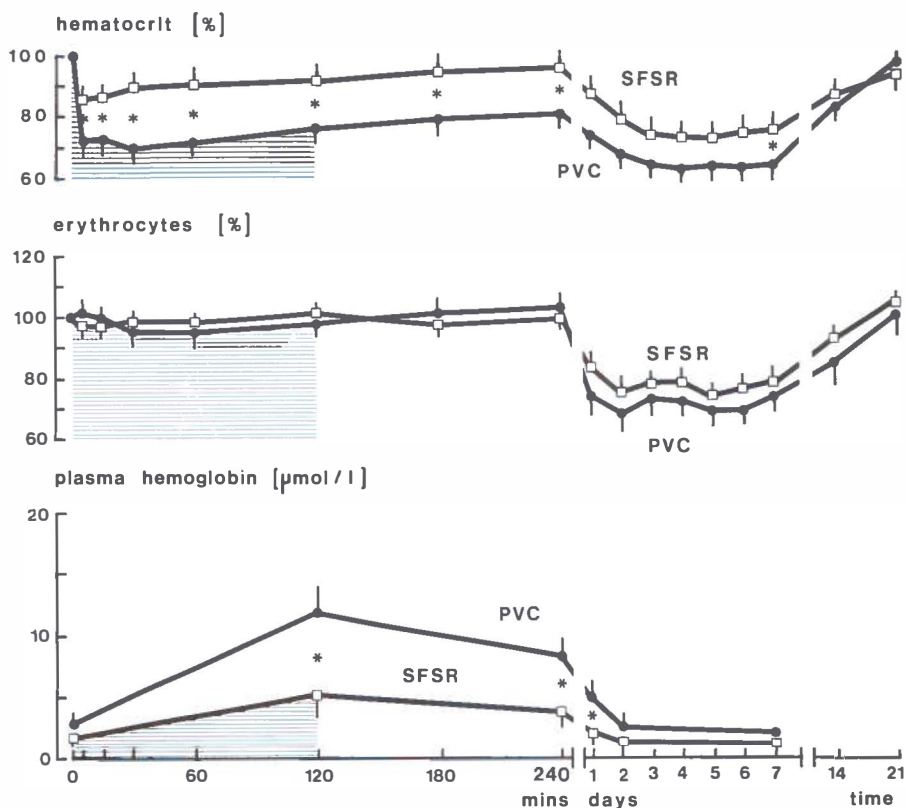 hematocrit [%]
100
80
60
SFSR
PVC
* * * * * * * *
erythrocytes [%]
120
100
80
60
SFSR
PVC
plasma hemoglobin [µmol / l]
20
10
0
PVC
SFSR
* * *
0 60 120 180 240 1 2 3 4 5 6 7 14 21
mins days time